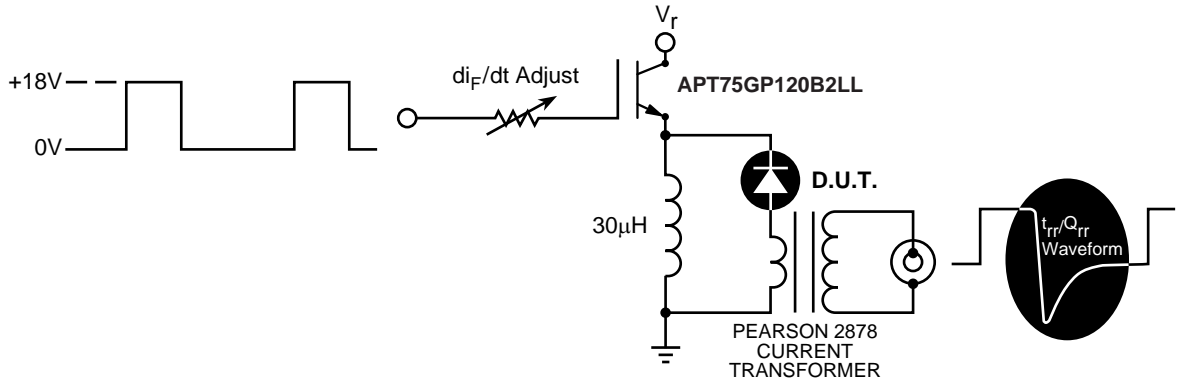 V_r
+18V
0V
di_F/dt Adjust
APT75GP120B2LL
D.U.T.
30μH
t_rr/Q_rr
Waveform
PEARSON 2878
CURRENT
TRANSFORMER